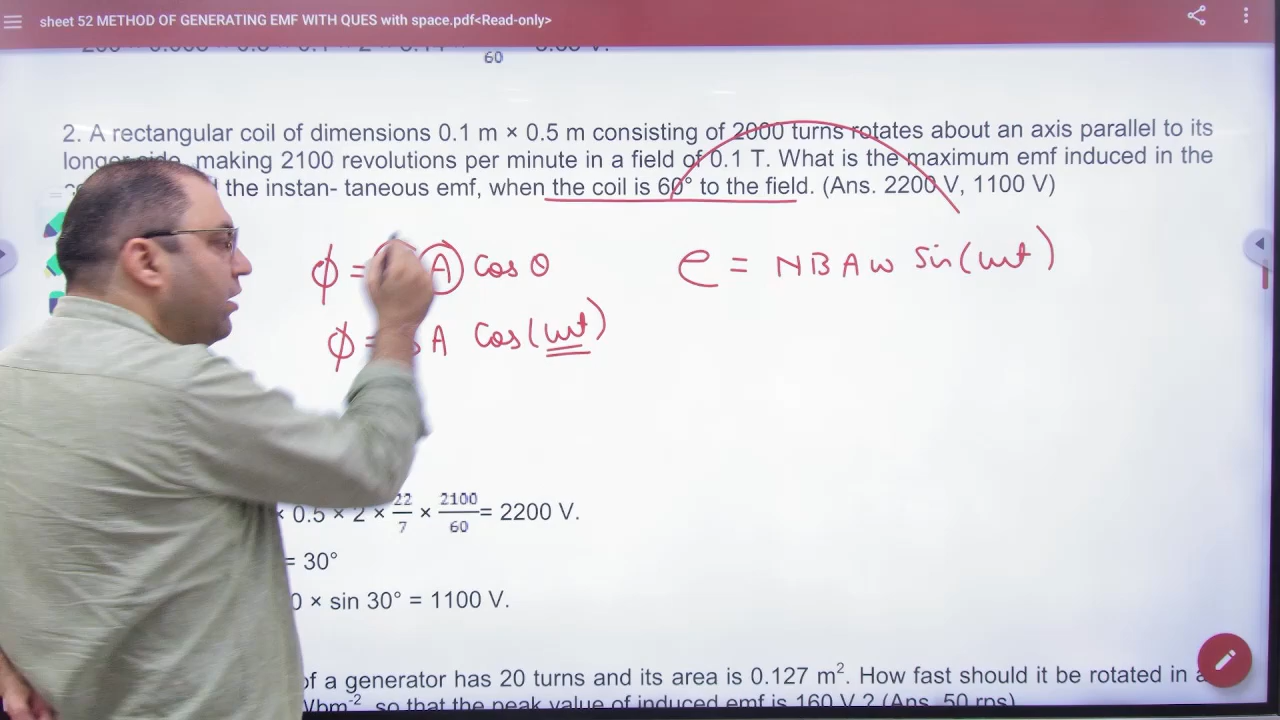 sheet 52 METHOD OF GENERATING EMF WITH QUES with space.pdf<Read-only>
60
2. A rectangular coil of dimensions 0.1 m × 0.5 m consisting of 2000 turns rotates about an axis parallel to its
longer side, making 2100 revolutions per minute in a field of 0.1 T. What is the maximum emf induced in the
the instan- taneous emf, when the coil is 60° to the field. (Ans. 2200 V, 1100 V)
ϕ = A Cos θ
e = NBAω Sin(ωt)
ϕ = A Cos(ωt)
× 0.5 × 2 × 22/7 × 2100/60 = 2200 V.
= 30°
0 × sin 30° = 1100 V.
of a generator has 20 turns and its area is 0.127 m². How fast should it be rotated in a
so that the peak value of induced emf is 160 V ? (Ans. 50 rps)